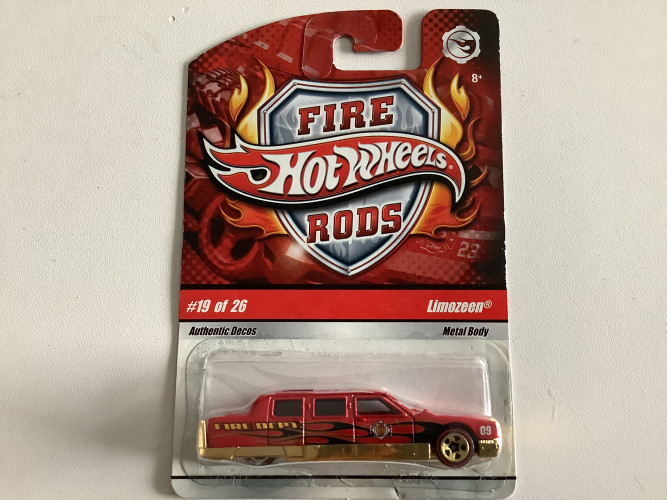 8+
FIRE
HOT WHEELS®
RODS
23
#19 of 26 Limozeen®
Authentic Decos Metal Body
FIRE DEPT
09